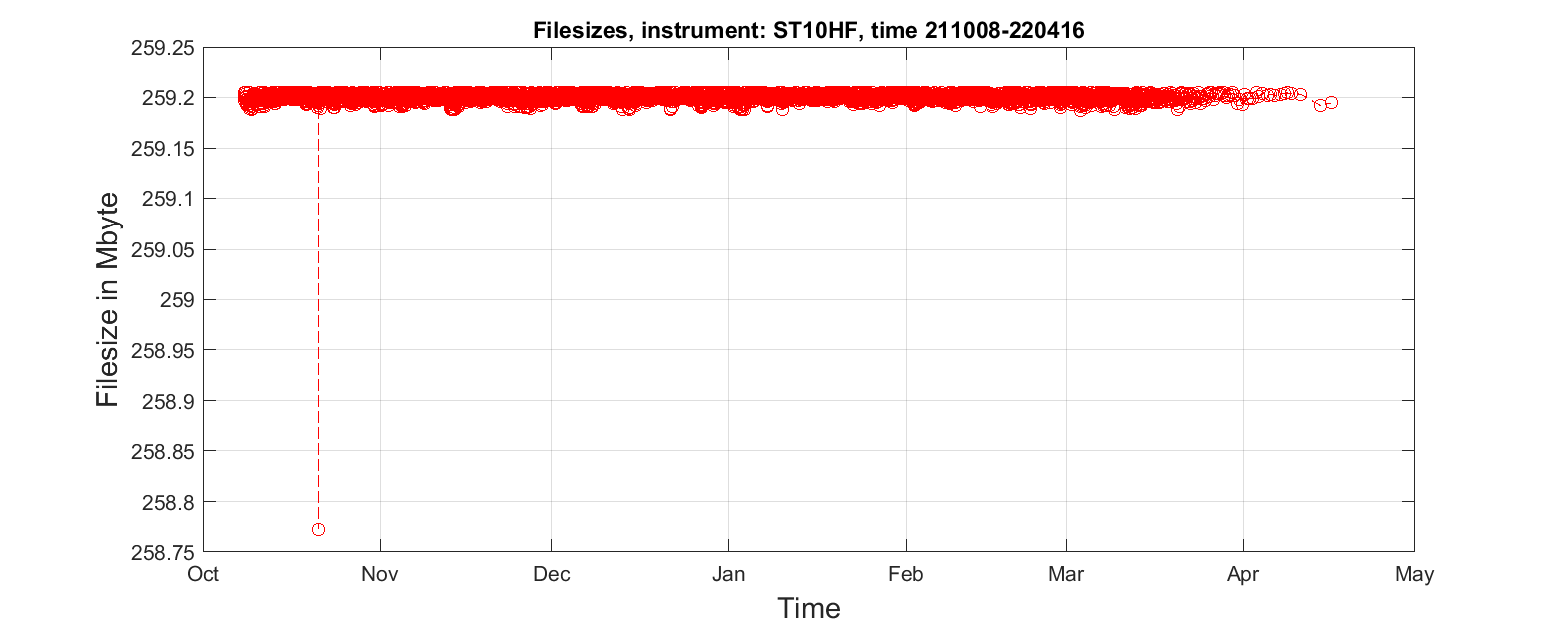 Filesizes, instrument: ST10HF, time 211008-220416
259.25
259.2
259.15
259.1
259.05
259
258.95
258.9
258.85
258.8
258.75
Filesize in Mbyte
Oct Nov Dec Jan Feb Mar Apr May
Time